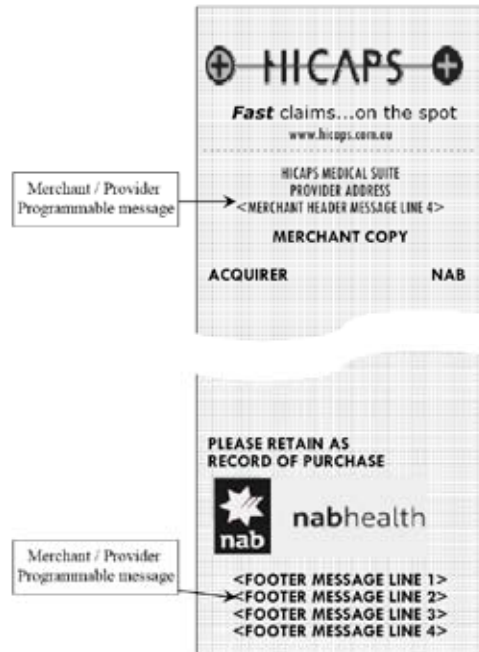 HICAPS
Fast claims...on the spot
www.hicaps.com.au
HICAPS MEDICAL SUITE
PROVIDER ADDRESS
Merchant / Provider
Programmable message
<MERCHANT HEADER MESSAGE LINE 4>
MERCHANT COPY
ACQUIRER NAB
PLEASE RETAIN AS
RECORD OF PURCHASE
nab
nabhealth
Merchant / Provider
Programmable message
<FOOTER MESSAGE LINE 1>
<FOOTER MESSAGE LINE 2>
<FOOTER MESSAGE LINE 3>
<FOOTER MESSAGE LINE 4>